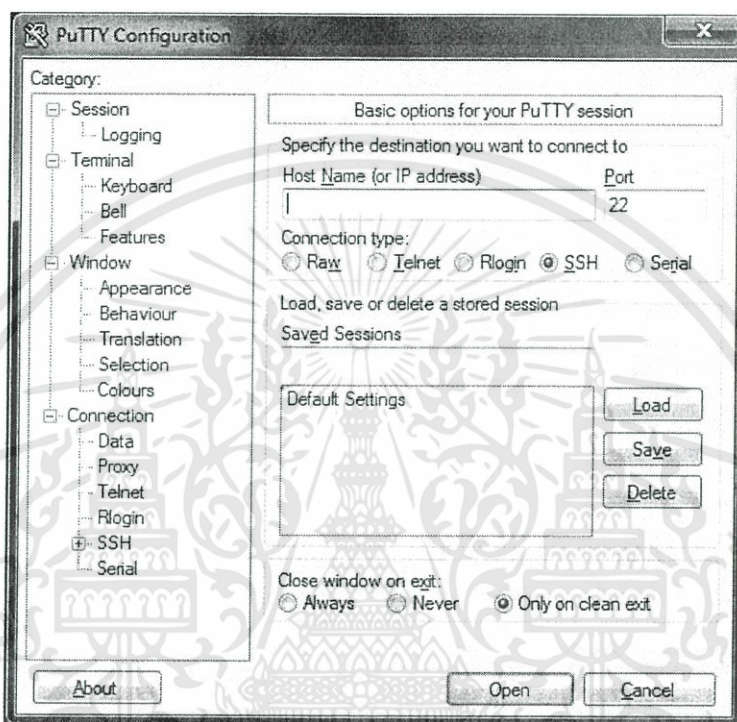 PuTTY Configuration
Category:
Session
Logging
Terminal
Keyboard
Bell
Features
Window
Appearance
Behaviour
Translation
Selection
Colours
Connection
Data
Proxy
Telnet
Rlogin
SSH
Serial
Basic options for your PuTTY session
Specify the destination you want to connect to
Host Name (or IP address) Port
22
Connection type:
Raw Telnet Rlogin SSH Serial
Load, save or delete a stored session
Saved Sessions
Default Settings
Load
Save
Delete
Close window on exit:
Always Never Only on clean exit
About Open Cancel